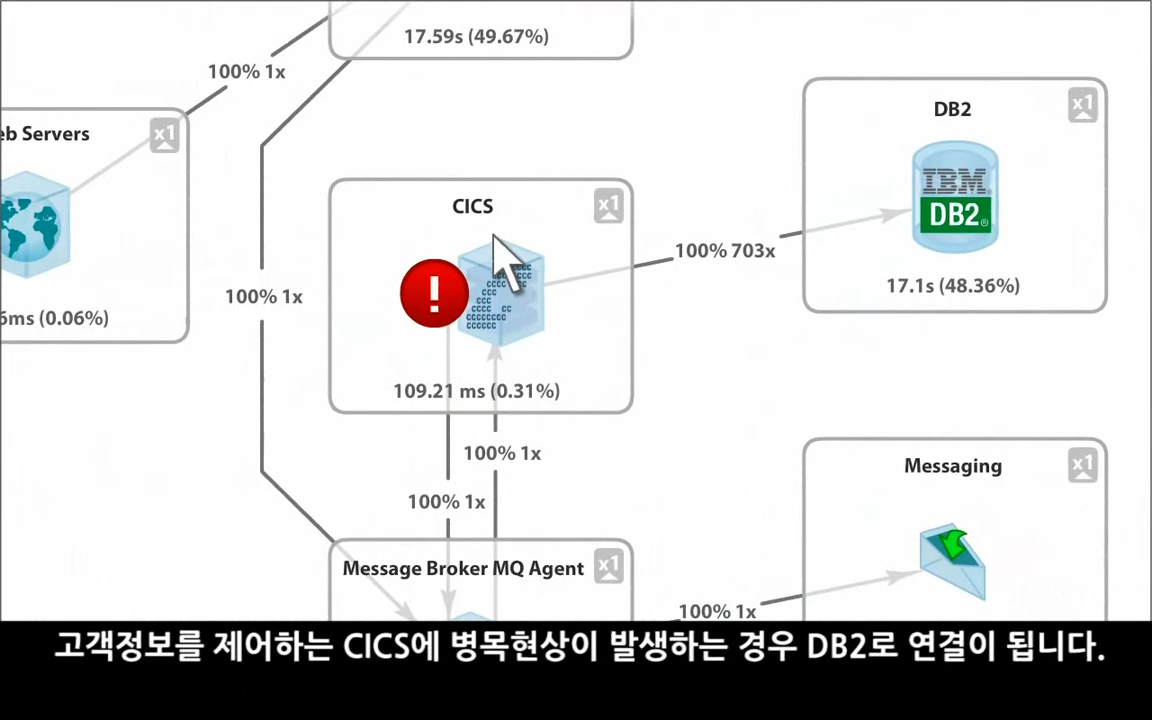 17.59s (49.67%)
100% 1x
eb Servers
x1
6ms (0.06%)
100% 1x
CICS
x1
109.21 ms (0.31%)
100% 703x
DB2
x1
IBM
DB2
17.1s (48.36%)
100% 1x
100% 1x
Message Broker MQ Agent
x1
Messaging
x1
100% 1x
고객정보를 제어하는 CICS에 병목현상이 발생하는 경우 DB2로 연결이 됩니다.